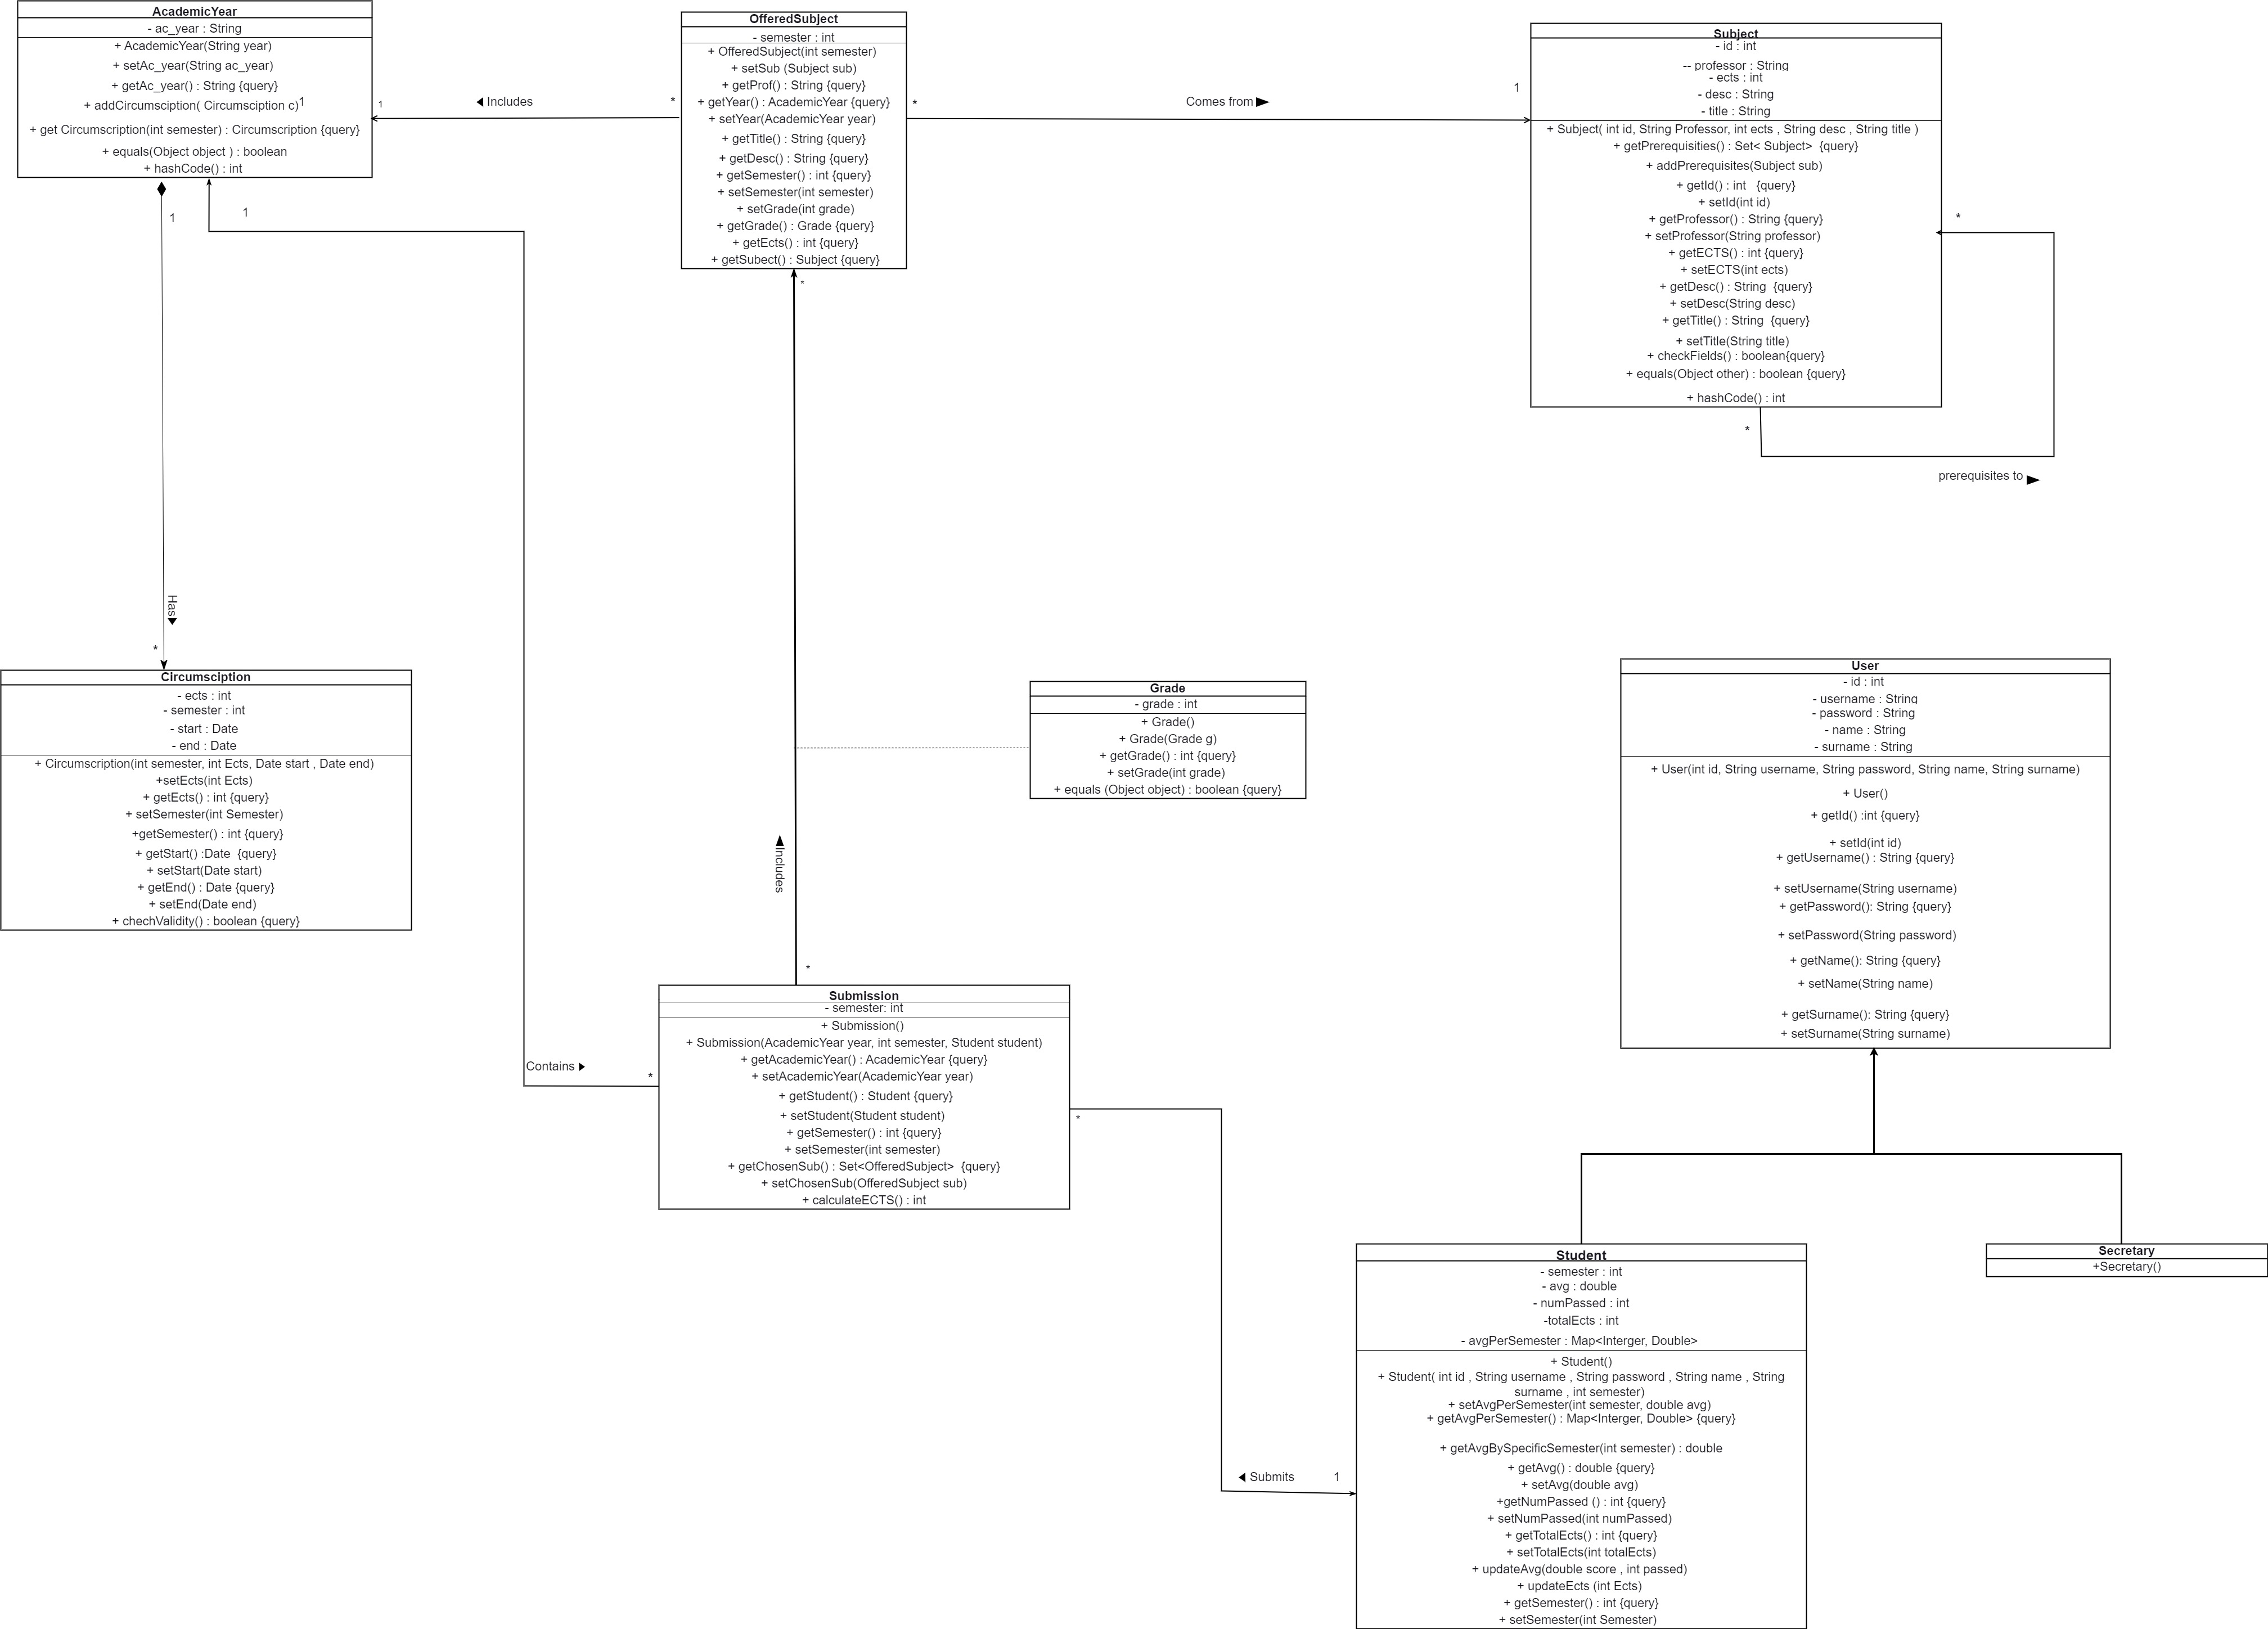 AcademicYear
- ac_year : String
+ AcademicYear(String year)
+ setAc_year(String ac_year)
+ getAc_year() : String {query}
+ addCircumsciption( Circumsciption c)
1
+ get Circumscription(int semester) : Circumscription {query}
+ equals(Object object ) : boolean
+ hashCode() : int
1
Includes
*
OfferedSubject
- semester : int
+ OfferedSubject(int semester)
+ setSub (Subject sub)
+ getProf() : String {query}
+ getYear() : AcademicYear {query}
+ setYear(AcademicYear year)
+ getTitle() : String {query}
+ getDesc() : String {query}
+ getSemester() : int {query}
+ setSemester(int semester)
+ setGrade(int grade)
+ getGrade() : Grade {query}
+ getEcts() : int {query}
+ getSubect() : Subject {query}
*
Comes from
1
Subject
- id : int
-- professor : String
- ects : int
- desc : String
- title : String
+ Subject( int id, String Professor, int ects , String desc , String title )
+ getPrerequisities() : Set< Subject>  {query}
+ addPrerequisites(Subject sub)
+ getId() : int   {query}
+ setId(int id)
+ getProfessor() : String {query}
+ setProfessor(String professor)
+ getECTS() : int {query}
+ setECTS(int ects)
+ getDesc() : String  {query}
+ setDesc(String desc)
+ getTitle() : String  {query}
+ setTitle(String title)
+ checkFields() : boolean{query}
+ equals(Object other) : boolean {query}
+ hashCode() : int
*
*
prerequisites to
1
1
*
Has
*
Circumsciption
- ects : int
- semester : int
- start : Date
- end : Date
+ Circumscription(int semester, int Ects, Date start , Date end)
+setEcts(int Ects)
+ getEcts() : int {query}
+ setSemester(int Semester)
+getSemester() : int {query}
+ getStart() :Date  {query}
+ setStart(Date start)
+ getEnd() : Date {query}
+ setEnd(Date end)
+ chechValidity() : boolean {query}
Grade
- grade : int
+ Grade()
+ Grade(Grade g)
+ getGrade() : int {query}
+ setGrade(int grade)
+ equals (Object object) : boolean {query}
User
- id : int
- username : String
- password : String
- name : String
- surname : String
+ User(int id, String username, String password, String name, String surname)
+ User()
+ getId() :int {query}
+ setId(int id)
+ getUsername() : String {query}
+ setUsername(String username)
+ getPassword(): String {query}
+ setPassword(String password)
+ getName(): String {query}
+ setName(String name)
+ getSurname(): String {query}
+ setSurname(String surname)
Includes
*
Submission
- semester: int
+ Submission()
+ Submission(AcademicYear year, int semester, Student student)
+ getAcademicYear() : AcademicYear {query}
+ setAcademicYear(AcademicYear year)
+ getStudent() : Student {query}
+ setStudent(Student student)
+ getSemester() : int {query}
+ setSemester(int semester)
+ getChosenSub() : Set<OfferedSubject>  {query}
+ setChosenSub(OfferedSubject sub)
+ calculateECTS() : int
Contains
*
*
Submits
1
Student
- semester : int
- avg : double
- numPassed : int
-totalEcts : int
- avgPerSemester : Map<Interger, Double>
+ Student()
+ Student( int id , String username , String password , String name , String
surname , int semester)
+ setAvgPerSemester(int semester, double avg)
+ getAvgPerSemester() : Map<Interger, Double> {query}
+ getAvgBySpecificSemester(int semester) : double
+ getAvg() : double {query}
+ setAvg(double avg)
+getNumPassed () : int {query}
+ setNumPassed(int numPassed)
+ getTotalEcts() : int {query}
+ setTotalEcts(int totalEcts)
+ updateAvg(double score , int passed)
+ updateEcts (int Ects)
+ getSemester() : int {query}
+ setSemester(int Semester)
Secretary
+Secretary()